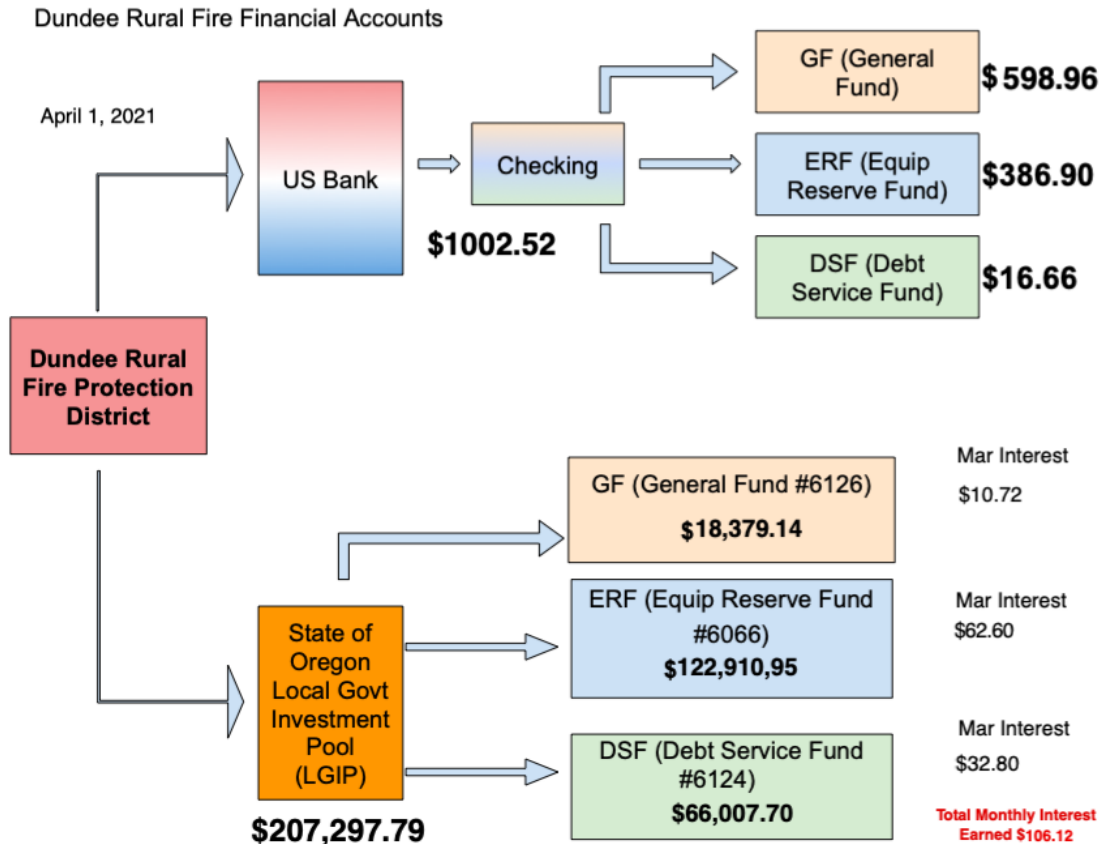 Dundee Rural Fire Financial Accounts
April 1, 2021
US Bank
Checking
$1002.52
GF (General
Fund)
$598.96
ERF (Equip
Reserve Fund)
$386.90
DSF (Debt
Service Fund)
$16.66
Dundee Rural
Fire Protection
District
State of
Oregon
Local Govt
Investment
Pool
(LGIP)
$207,297.79
GF (General Fund #6126)
$18,379.14
Mar Interest
$10.72
ERF (Equip Reserve Fund
#6066)
$122,910,95
Mar Interest
$62.60
DSF (Debt Service Fund
#6124)
$66,007.70
Mar Interest
$32.80
Total Monthly Interest
Earned $106.12